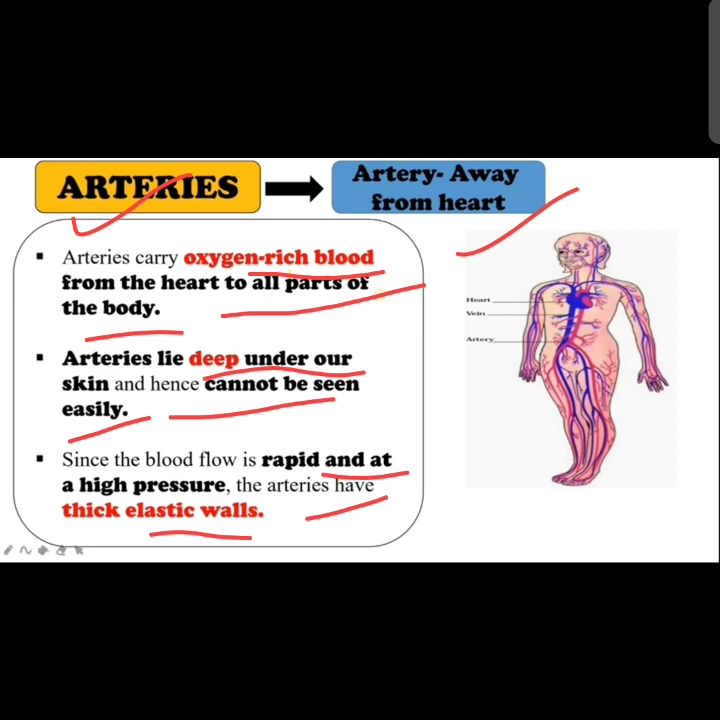 ARTERIES
Artery- Away
from heart
▪ Arteries carry oxygen-rich blood
from the heart to all parts of
the body.
▪ Arteries lie deep under our
skin and hence cannot be seen
easily.
▪ Since the blood flow is rapid and at
a high pressure, the arteries have
thick elastic walls.
Heart
Vein
Artery